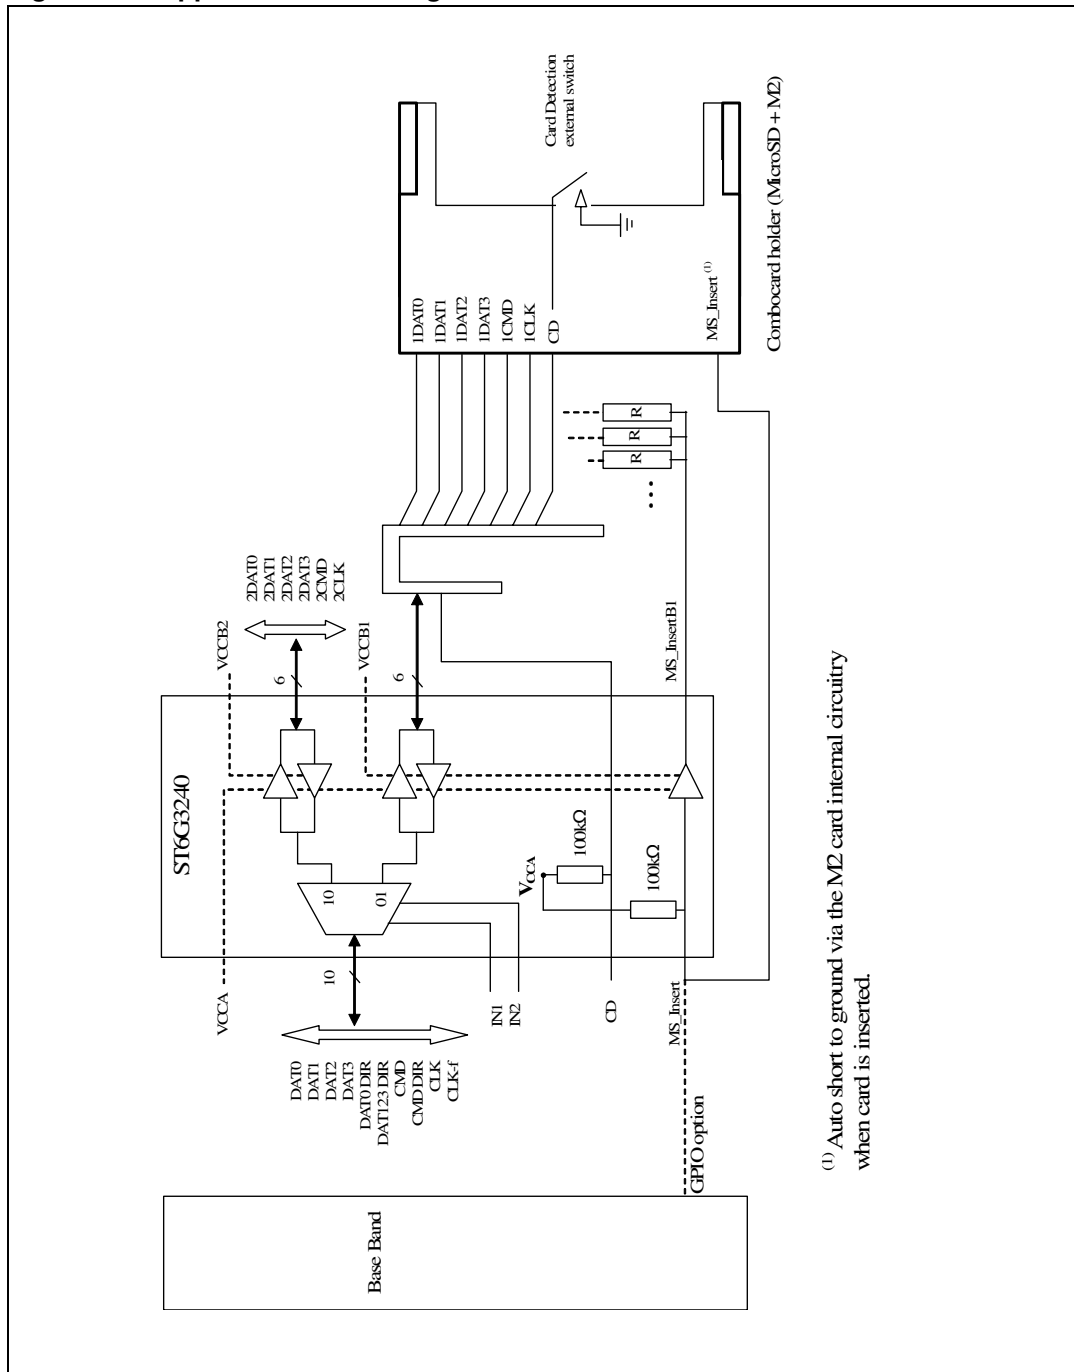 Base Band
GPIO option
DAT0
DAT1
DAT2
DAT3
DAT0 DIR
DAT123 DIR
CMD
CMD DIR
CLK
CLK-f
VCCA
10
IN1
IN2
CD
MS_Insert
ST6G3240
10
01
VCCA
100kΩ
100kΩ
VCCB2
6
VCCB1
6
MS_InsertB1
2DAT0
2DAT1
2DAT2
2DAT3
2CMD
2CLK
R
R
R
1DAT0
1DAT1
1DAT2
1DAT3
1CMD
1CLK
CD
MS_Insert (1)
Card Detection
external switch
Combocard holder (MicroSD + M2)
(1) Auto short to ground via the M2 card internal circuitry
when card is inserted.